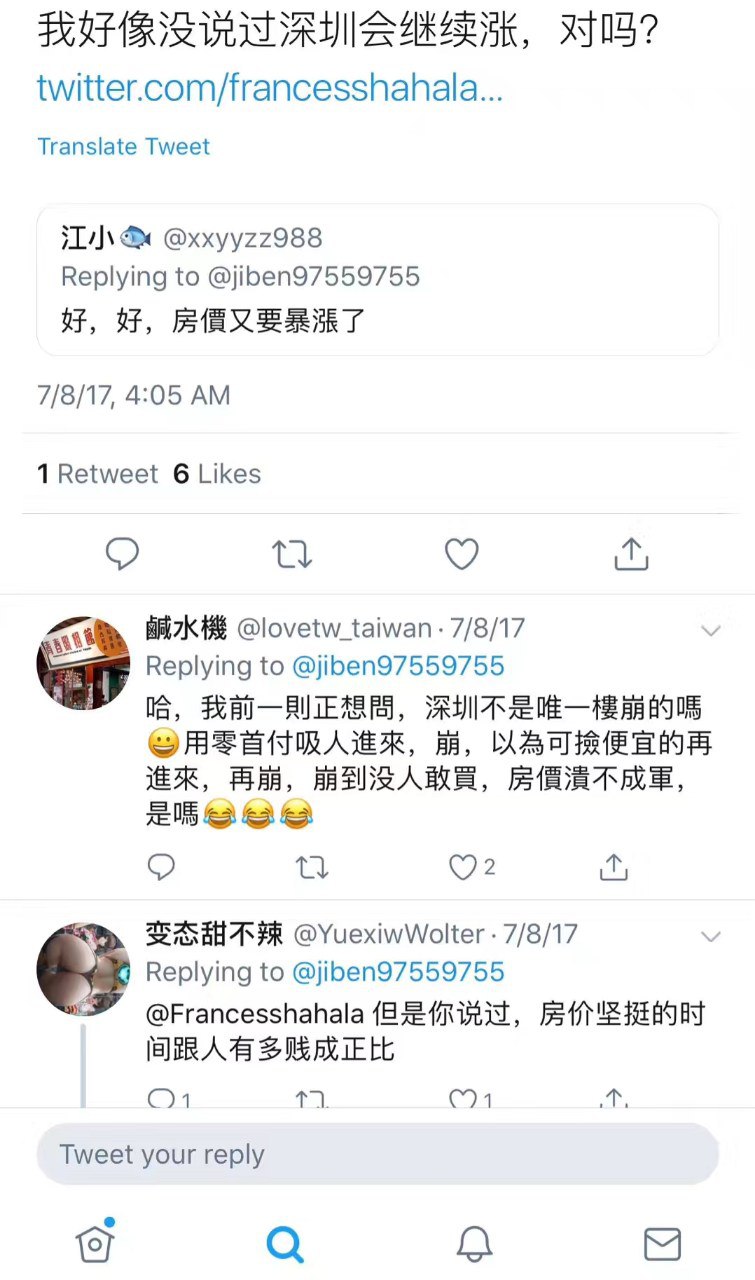 我好像没说过深圳会继续涨，对吗？
twitter.com/francesshahala...
Translate Tweet
江小🐟 @xxyyzz988
Replying to @jiben97559755
好，好，房價又要暴漲了
7/8/17, 4:05 AM
1 Retweet 6 Likes
鹹水機 @lovetw_taiwan · 7/8/17
Replying to @jiben97559755
哈，我前一則正想問，深圳不是唯一樓崩的嗎
😀用零首付吸人進來，崩，以為可撿便宜的再
進來，再崩，崩到没人敢買，房價潰不成軍，
是嗎😂😂😂
2
变态甜不辣 @YuexiwWolter · 7/8/17
Replying to @jiben97559755
@Francesshahala 但是你说过，房价坚挺的时
间跟人有多贱成正比
1 1
Tweet your reply